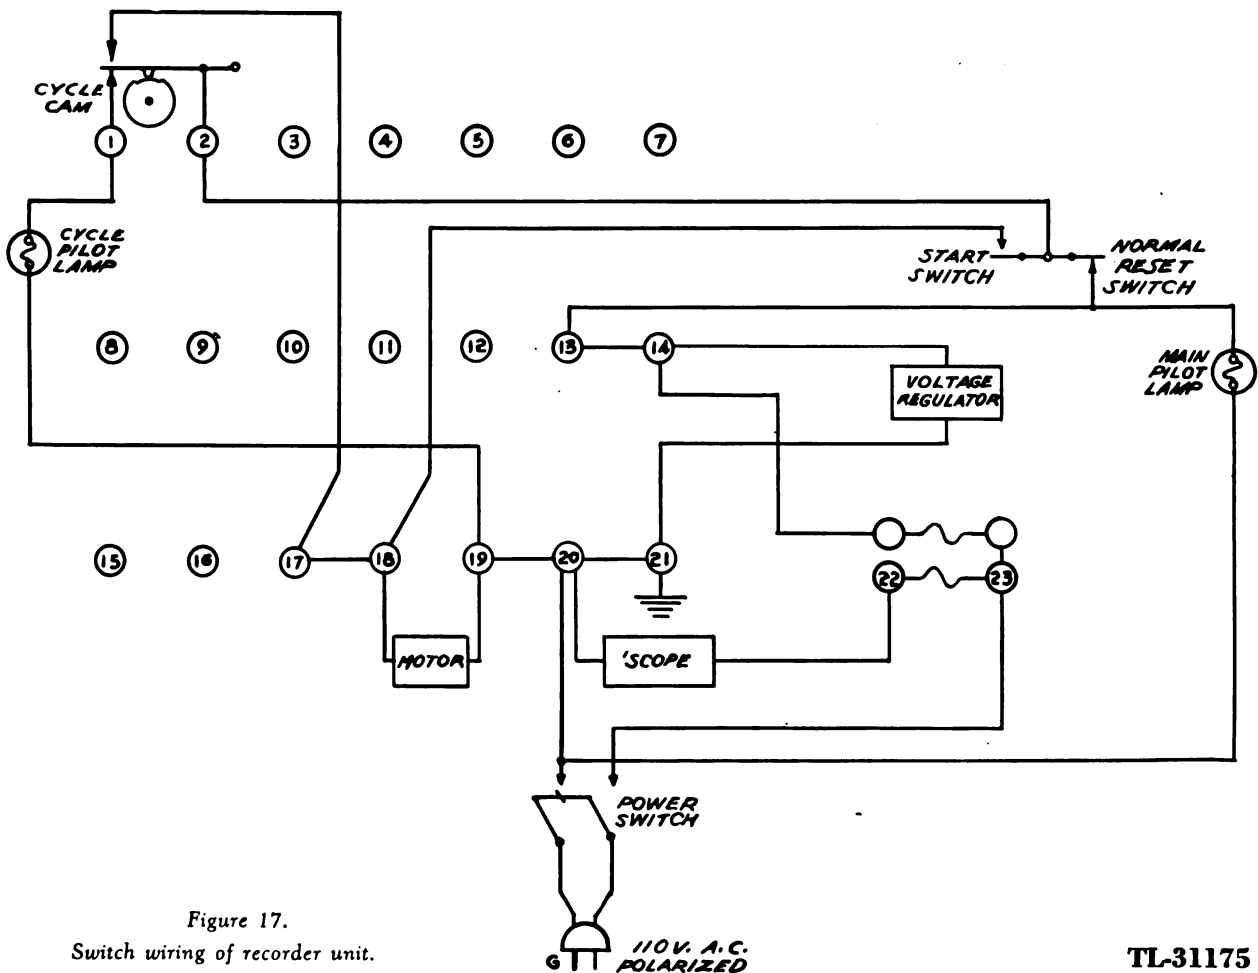 CYCLE
CAM
1 2 3 4 5 6 7
CYCLE
PILOT
LAMP
START
SWITCH
NORMAL
RESET
SWITCH
8 9 10 11 12 13 14
VOLTAGE
REGULATOR
MAIN
PILOT
LAMP
15 16 17 18 19 20 21
22 23
MOTOR
'SCOPE
POWER
SWITCH
G
110 V. A.C.
POLARIZED
Figure 17.
Switch wiring of recorder unit.
TL-31175